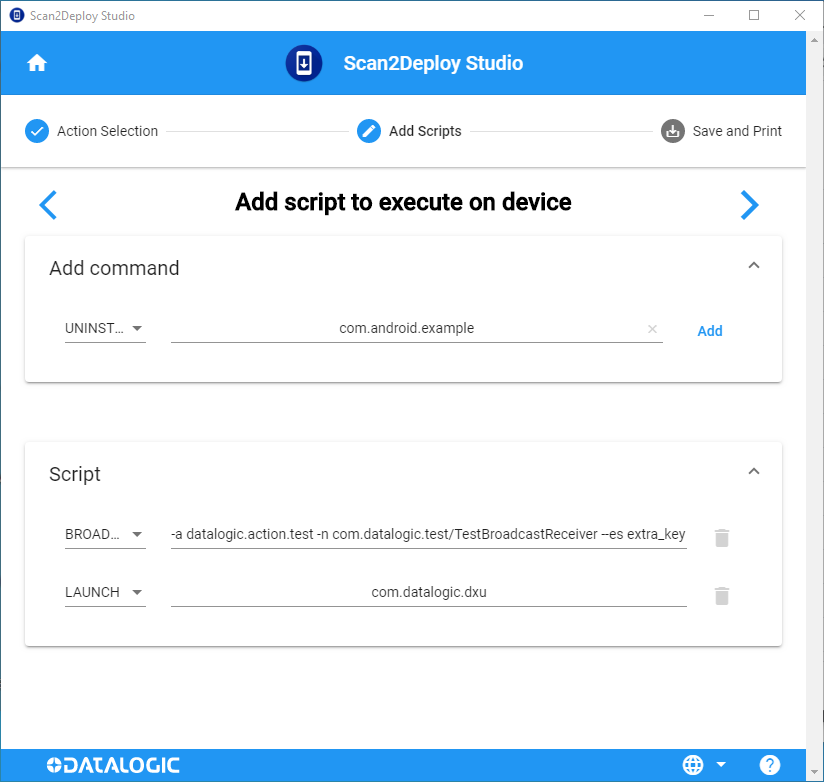 Scan2Deploy Studio
Scan2Deploy Studio
Action Selection
Add Scripts
Save and Print
Add script to execute on device
Add command
UNINST...
com.android.example
Add
Script
BROAD...
-a datalogic.action.test -n com.datalogic.test/TestBroadcastReceiver --es extra_key
LAUNCH
com.datalogic.dxu
DATALOGIC